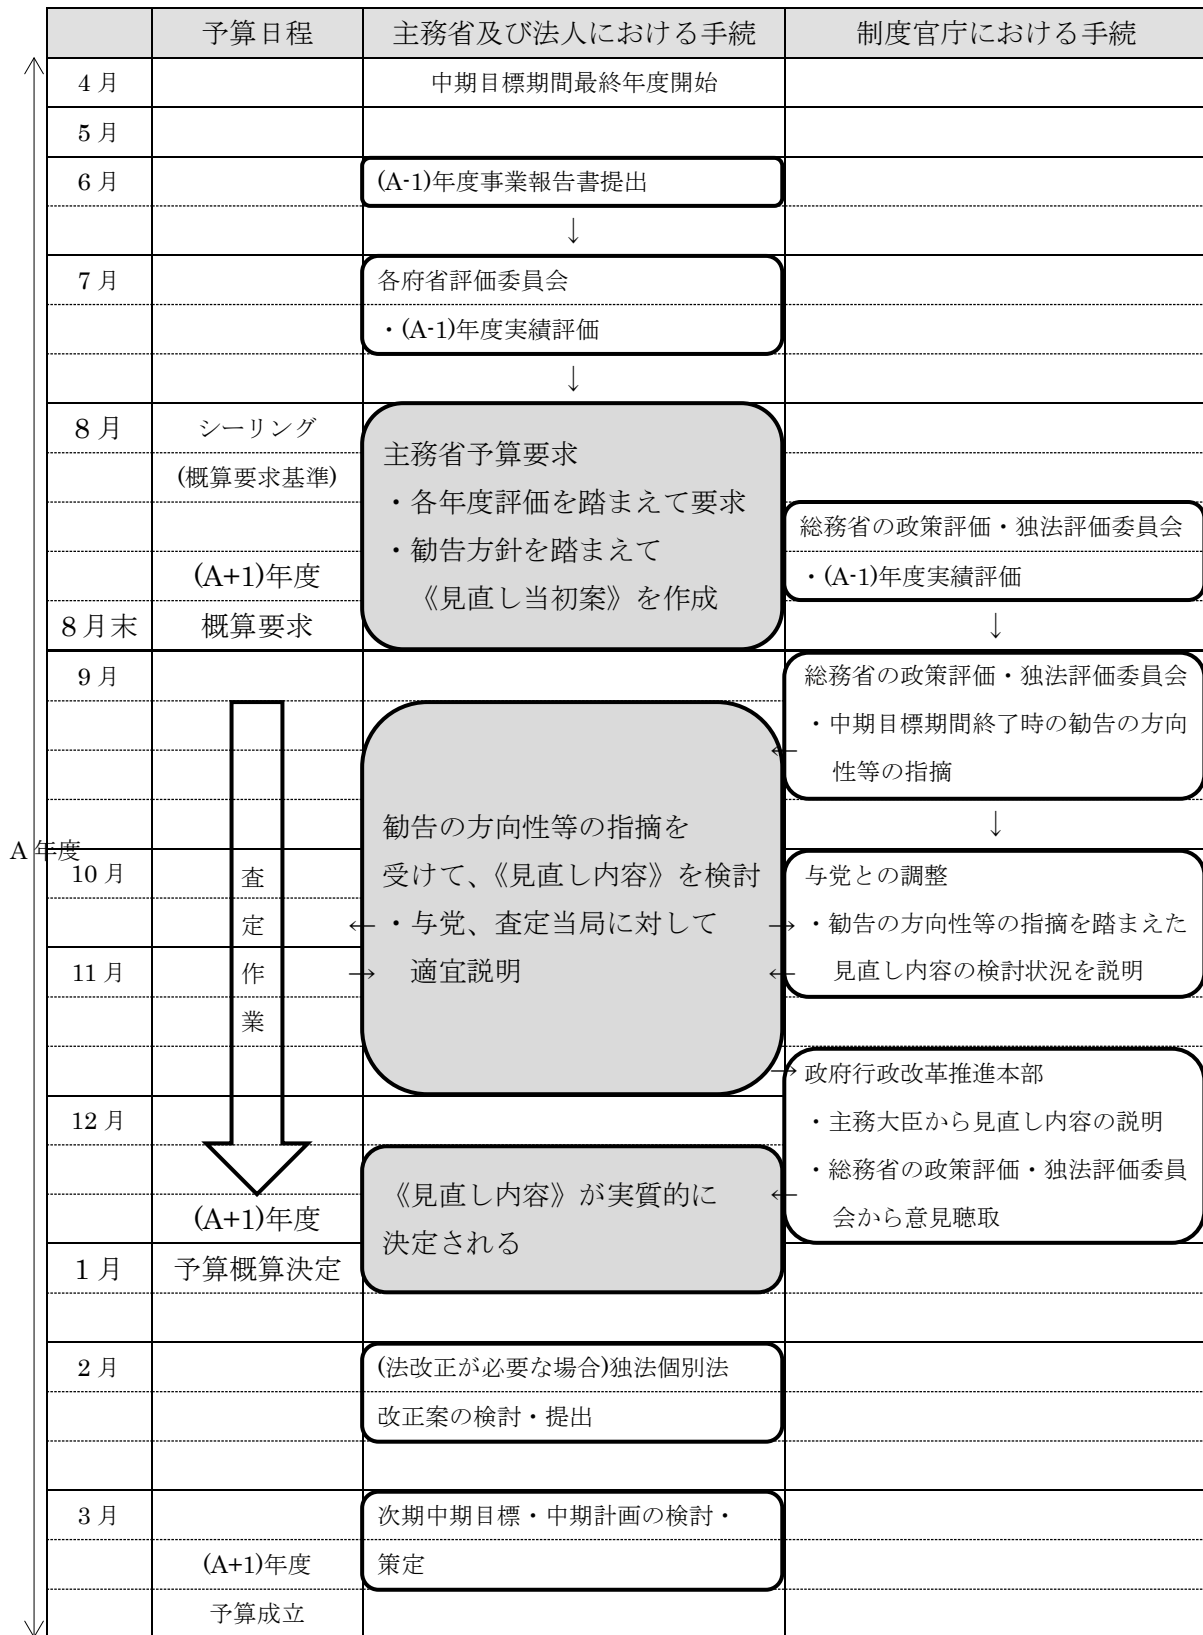 予算日程 主務省及び法人における手続 制度官庁における手続
4月 中期目標期間最終年度開始
5月
6月 (A-1)年度事業報告書提出
↓
7月 各府省評価委員会
・(A-1)年度実績評価
↓
8月 シーリング
(概算要求基準)
主務省予算要求
・各年度評価を踏まえて要求
・勧告方針を踏まえて
《見直し当初案》を作成
総務省の政策評価・独法評価委員会
・(A-1)年度実績評価
(A+1)年度
8月末 概算要求
↓
9月
総務省の政策評価・独法評価委員会
・中期目標期間終了時の勧告の方向
性等の指摘
←
↓
A年度
勧告の方向性等の指摘を
受けて、《見直し内容》を検討
・与党、査定当局に対して
適宜説明
10月
査
定
←
→
11月
作
業
→
←
与党との調整
・勧告の方向性等の指摘を踏まえた
見直し内容の検討状況を説明
→
政府行政改革推進本部
・主務大臣から見直し内容の説明
・総務省の政策評価・独法評価委員
会から意見聴取
12月
←
《見直し内容》が実質的に
決定される
(A+1)年度
1月 予算概算決定
2月 (法改正が必要な場合)独法個別法
改正案の検討・提出
3月 次期中期目標・中期計画の検討・
策定
(A+1)年度
予算成立